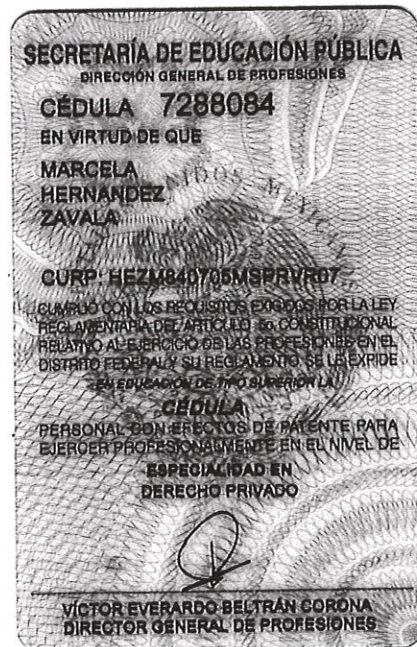 SECRETARÍA DE EDUCACIÓN PÚBLICA
DIRECCIÓN GENERAL DE PROFESIONES
CÉDULA 7288084
EN VIRTUD DE QUE
MARCELA
HERNANDEZ
ZAVALA
CURP: HEZM840705MSPRVR07
CUMPLIÓ CON LOS REQUISITOS EXIGIDOS POR LA LEY
REGLAMENTARIA DEL ARTÍCULO 5o. CONSTITUCIONAL
RELATIVO AL EJERCICIO DE LAS PROFESIONES EN EL
DISTRITO FEDERAL Y SU REGLAMENTO, SE LE EXPIDE
EN EDUCACIÓN DE TIPO SUPERIOR LA
CÉDULA
PERSONAL CON EFECTOS DE PATENTE PARA
EJERCER PROFESIONALMENTE EN EL NIVEL DE
ESPECIALIDAD EN
DERECHO PRIVADO
VÍCTOR EVERARDO BELTRÁN CORONA
DIRECTOR GENERAL DE PROFESIONES